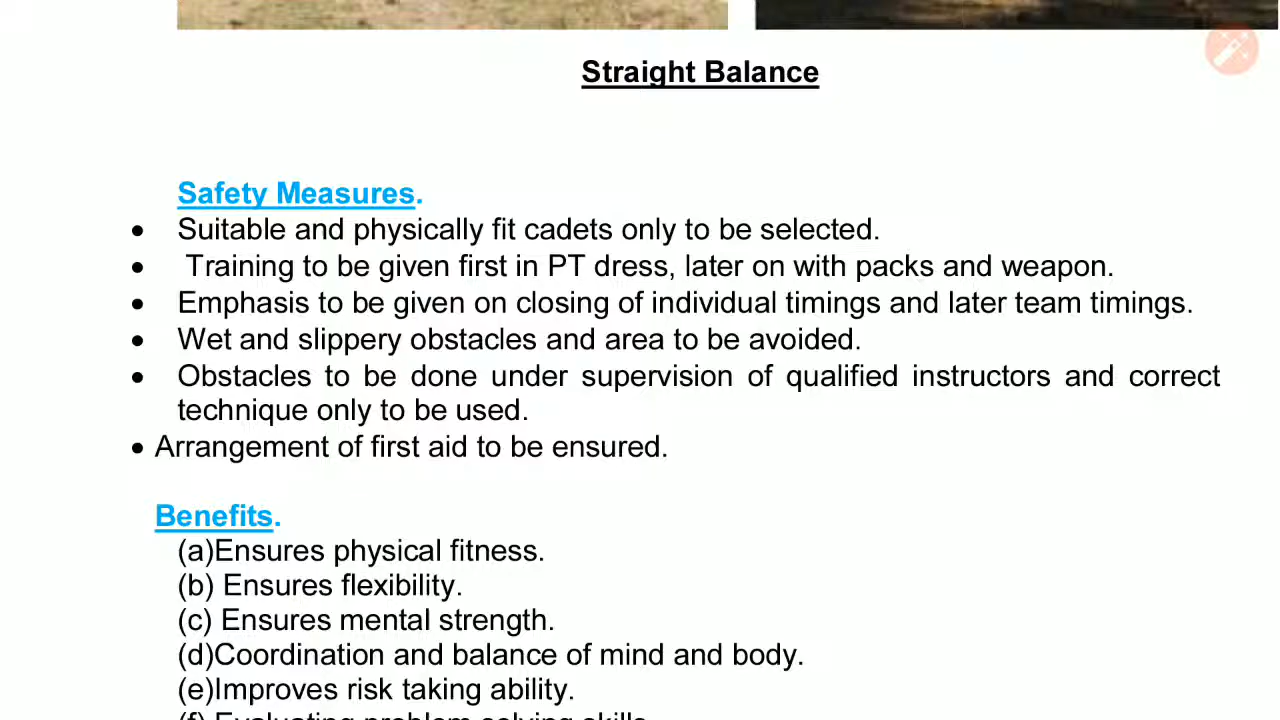 Straight Balance
Safety Measures.
• Suitable and physically fit cadets only to be selected.
• Training to be given first in PT dress, later on with packs and weapon.
• Emphasis to be given on closing of individual timings and later team timings.
• Wet and slippery obstacles and area to be avoided.
• Obstacles to be done under supervision of qualified instructors and correct
technique only to be used.
• Arrangement of first aid to be ensured.
Benefits.
(a)Ensures physical fitness.
(b) Ensures flexibility.
(c) Ensures mental strength.
(d)Coordination and balance of mind and body.
(e)Improves risk taking ability.
(f) Evaluating problem solving skills